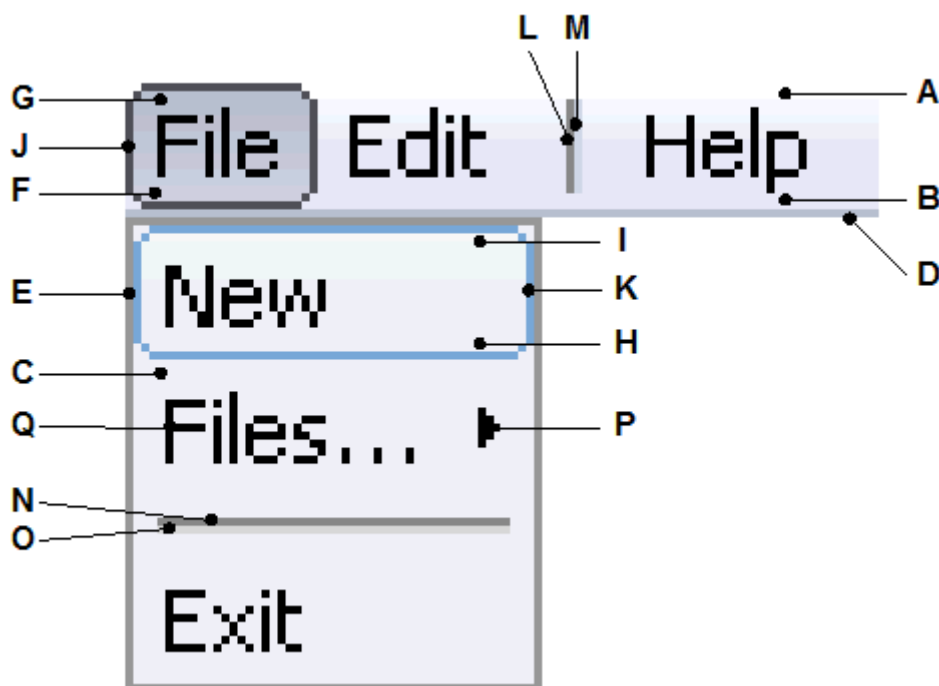 L M
G A
File Edit Help
J
F B
D
I
E New K
H
C
Q Files... P
N
O
Exit